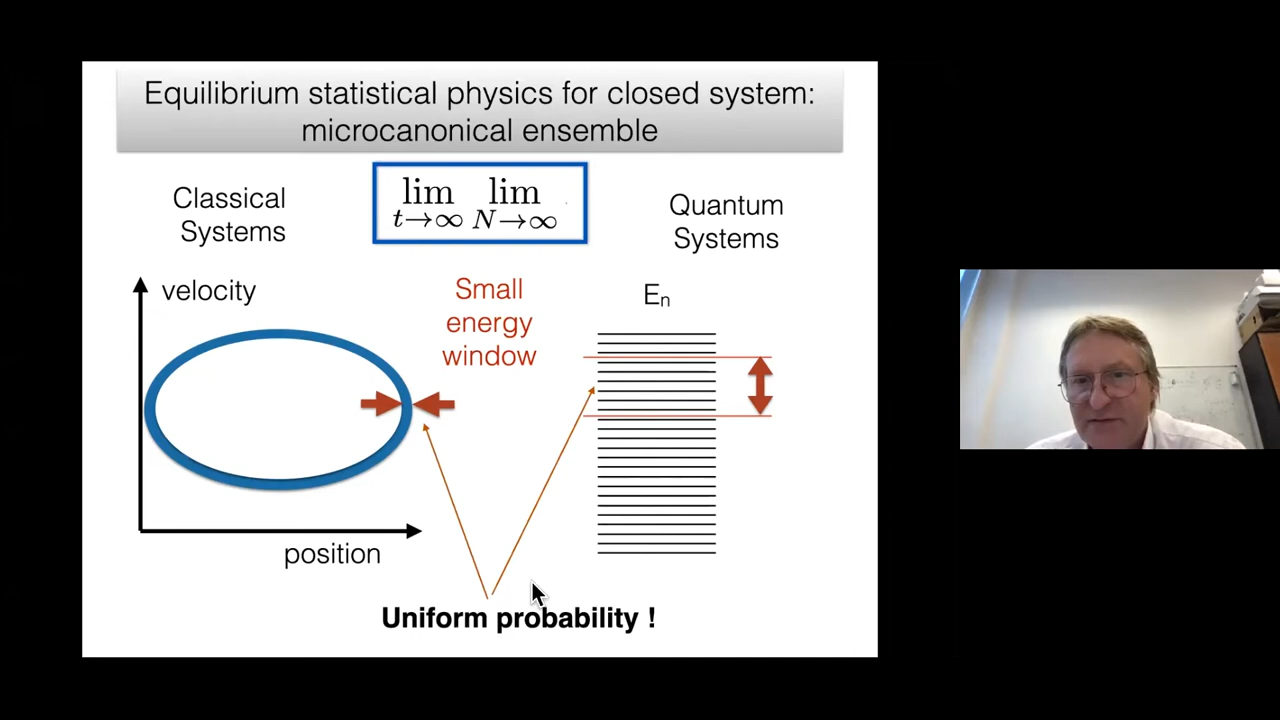 Equilibrium statistical physics for closed system:
microcanonical ensemble
Classical
Systems
lim lim
t→∞ N→∞
Quantum
Systems
velocity
Small
energy
window
En
position
Uniform probability !